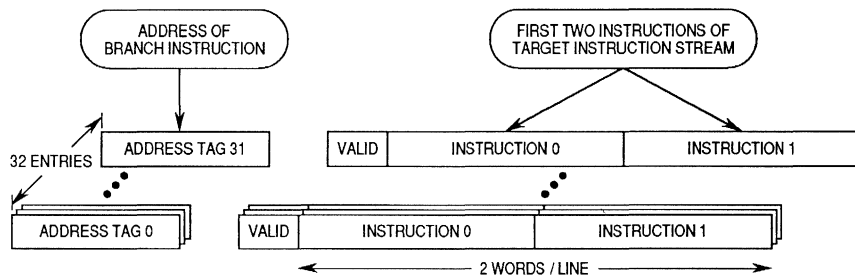 ADDRESS OF
BRANCH INSTRUCTION
FIRST TWO INSTRUCTIONS OF
TARGET INSTRUCTION STREAM
32 ENTRIES
ADDRESS TAG 31
VALID
INSTRUCTION 0
INSTRUCTION 1
ADDRESS TAG 0
VALID
INSTRUCTION 0
INSTRUCTION 1
2 WORDS / LINE